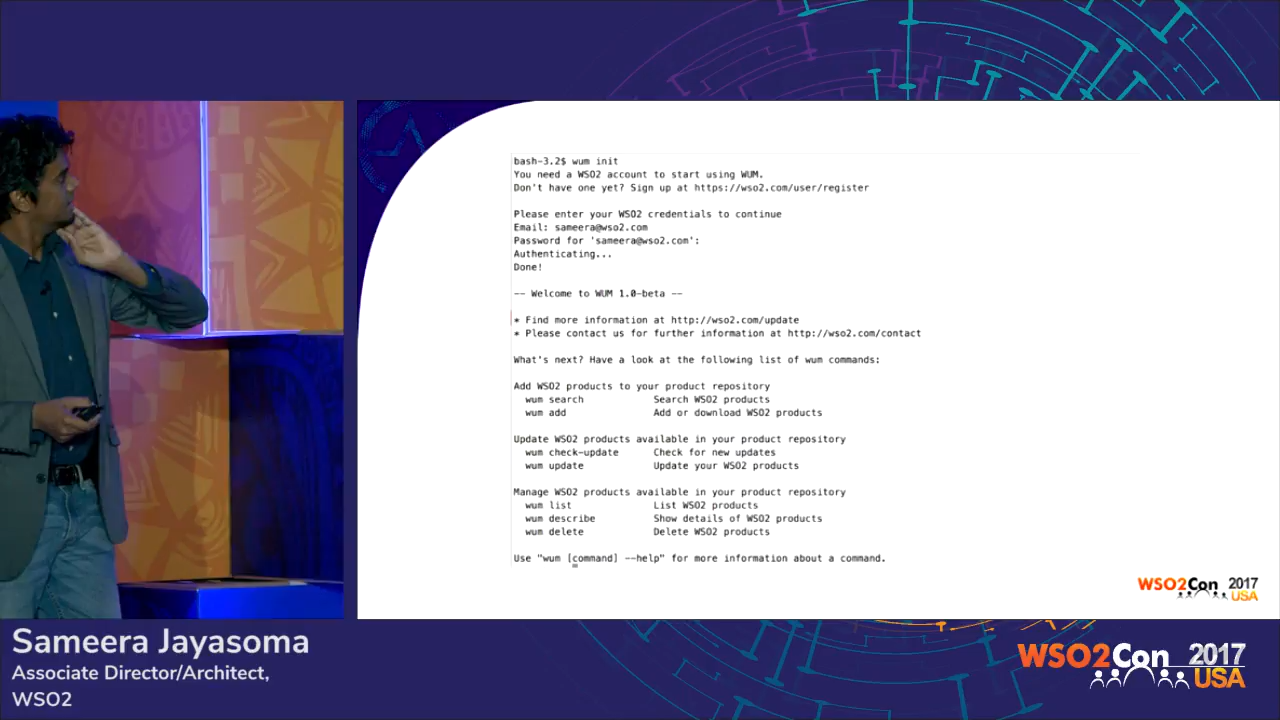 bash-3.2$ wum init
You need a WSO2 account to start using WUM.
Don't have one yet? Sign up at https://wso2.com/user/register
Please enter your WSO2 credentials to continue
Email: sameera@wso2.com
Password for 'sameera@wso2.com':
Authenticating...
Done!
-- Welcome to WUM 1.0-beta --
* Find more information at http://wso2.com/update
* Please contact us for further information at http://wso2.com/contact
What's next? Have a look at the following list of wum commands:
Add WSO2 products to your product repository
wum search Search WSO2 products
wum add Add or download WSO2 products
Update WSO2 products available in your product repository
wum check-update Check for new updates
wum update Update your WSO2 products
Manage WSO2 products available in your product repository
wum list List WSO2 products
wum describe Show details of WSO2 products
wum delete Delete WSO2 products
Use "wum [command] --help" for more information about a command.
WSO2Con 2017
USA
Sameera Jayasoma
Associate Director/Architect,
WSO2
WSO2Con 2017
USA